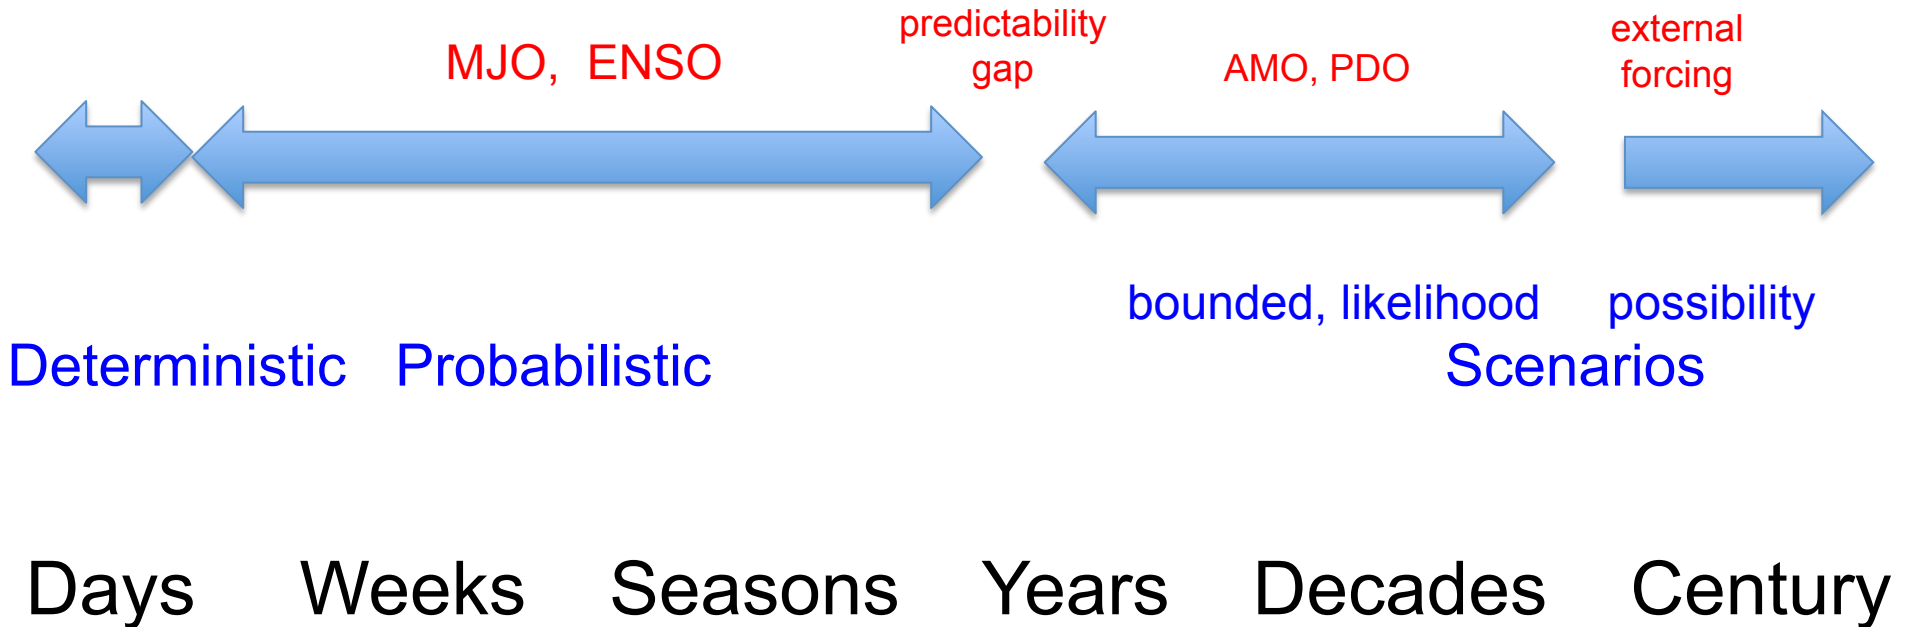 predictability
gap
MJO, ENSO
AMO, PDO
external
forcing
bounded, likelihood
possibility
Deterministic
Probabilistic
Scenarios
Days
Weeks
Seasons
Years
Decades
Century